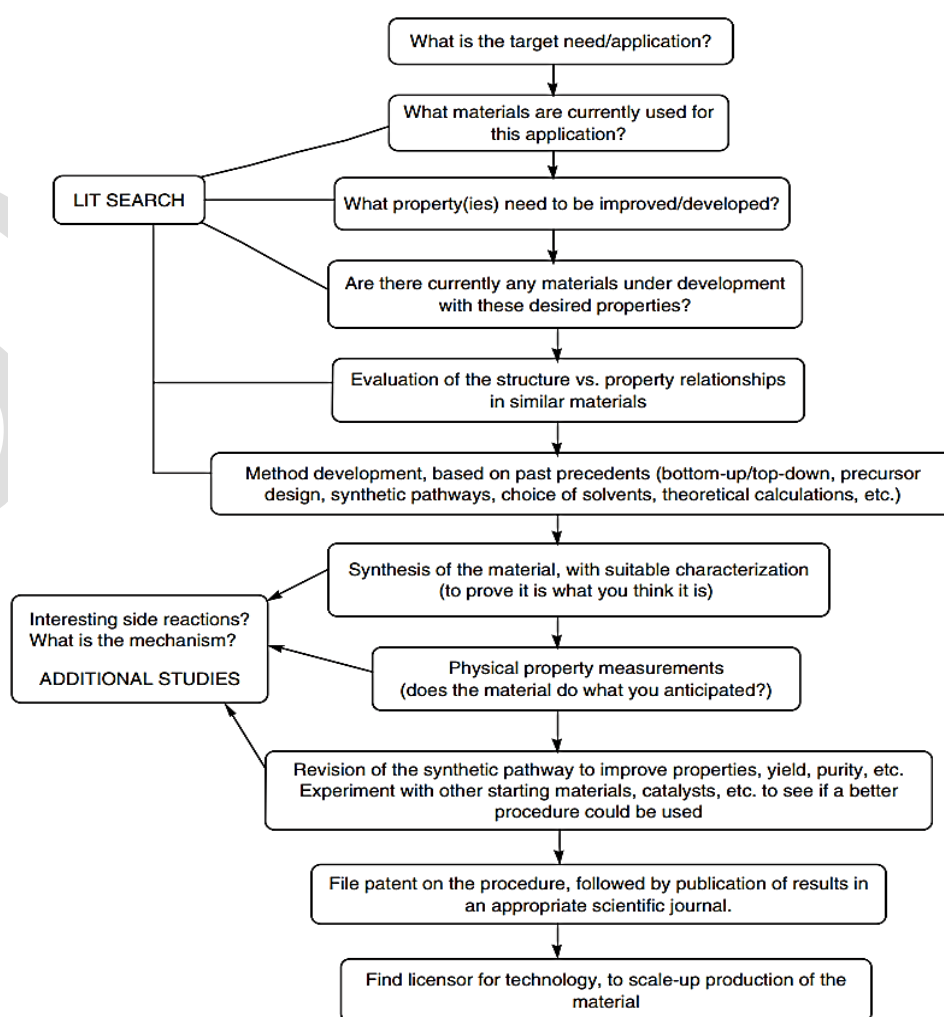 What is the target need/application?
What materials are currently used for
this application?
LIT SEARCH
What property(ies) need to be improved/developed?
Are there currently any materials under development
with these desired properties?
Evaluation of the structure vs. property relationships
in similar materials
Method development, based on past precedents (bottom-up/top-down, precursor
design, synthetic pathways, choice of solvents, theoretical calculations, etc.)
Synthesis of the material, with suitable characterization
(to prove it is what you think it is)
Interesting side reactions?
What is the mechanism?
ADDITIONAL STUDIES
Physical property measurements
(does the material do what you anticipated?)
Revision of the synthetic pathway to improve properties, yield, purity, etc.
Experiment with other starting materials, catalysts, etc. to see if a better
procedure could be used
File patent on the procedure, followed by publication of results in
an appropriate scientific journal.
Find licensor for technology, to scale-up production of the
material